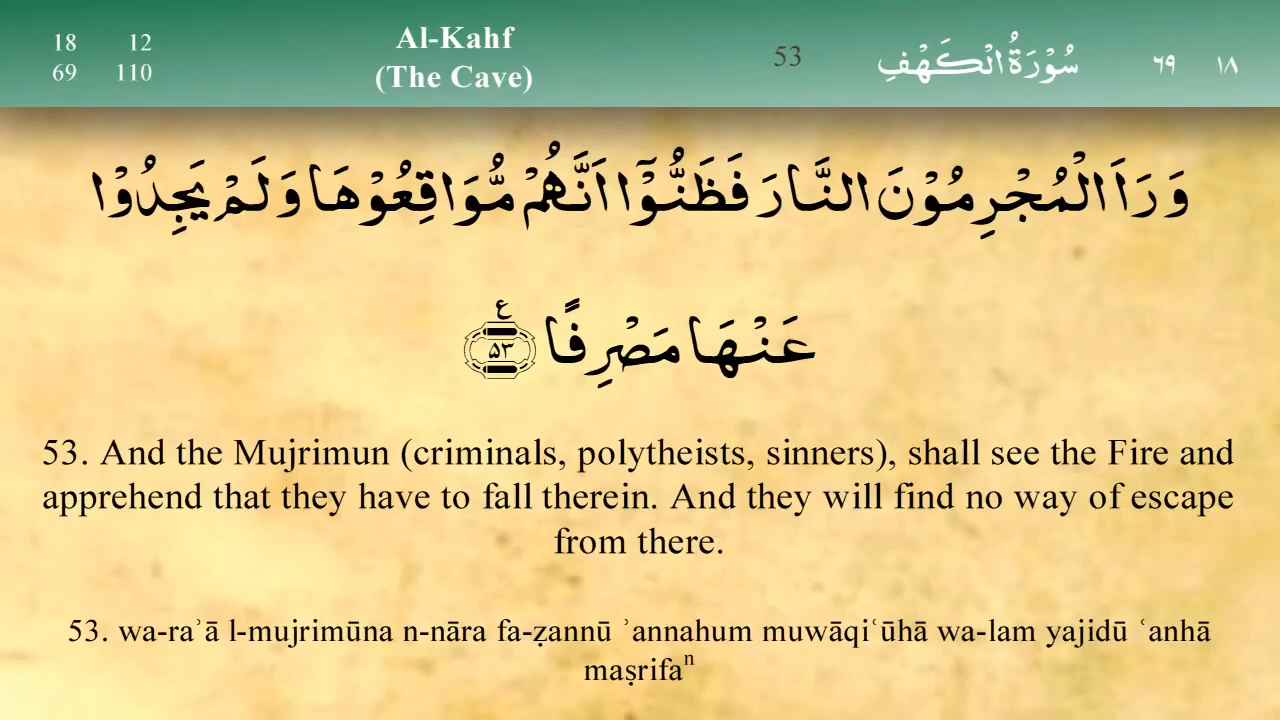 18 12
69 110
Al-Kahf
(The Cave)
53
سُوْرَةُ الْكَهْفِ
٦٩ ١٨
وَرَاَ الْمُجْرِمُوْنَ النَّارَ فَظَنُّوْٓا اَنَّهُمْ مُّوَاقِعُوْهَا وَلَمْ يَجِدُوْا
عَنْهَا مَصْرِفًا ۵۳ ع
53. And the Mujrimun (criminals, polytheists, sinners), shall see the Fire and
apprehend that they have to fall therein. And they will find no way of escape
from there.
53. wa-raʾā l-mujrimūna n-nāra fa-ẓannū ʾannahum muwāqiʿūhā wa-lam yajidū ʿanhā
maṣrifaⁿ